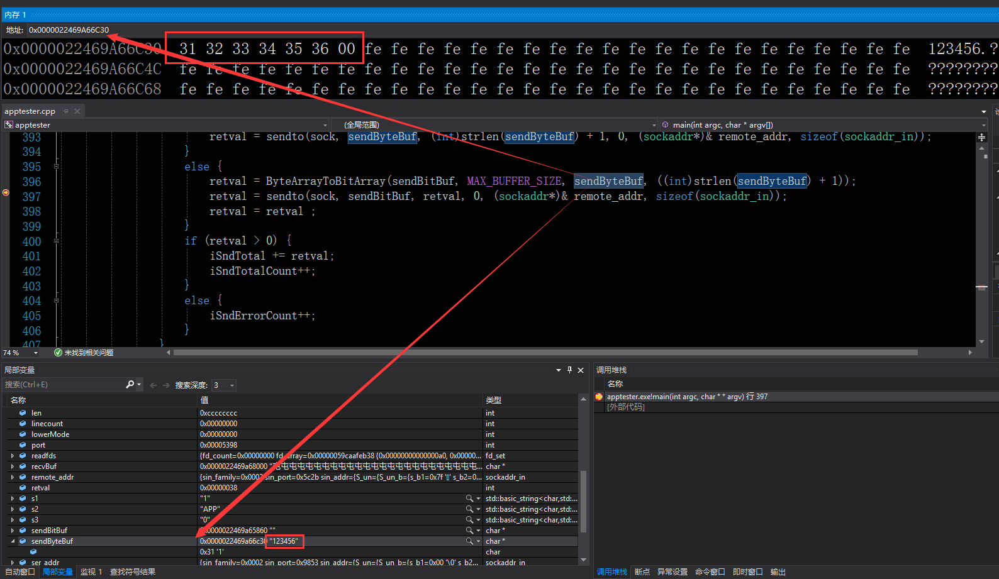 内存 1
地址: 0x0000022469A66C30
0x0000022469A66C30 31 32 33 34 35 36 00 fe fe fe fe fe fe fe fe fe fe fe fe fe fe fe fe fe fe fe fe fe 123456.?
0x0000022469A66C4C fe fe fe fe fe fe fe fe fe fe fe fe fe fe fe fe fe fe fe fe fe fe fe fe fe fe fe fe ????????
0x0000022469A66C68 fe fe fe fe fe fe fe fe fe fe fe fe fe fe fe fe fe fe fe fe fe fe fe fe fe fe fe fe ????????
apptester.cpp
apptester (全局范围) main(int argc, char * argv[])
393 retval = sendto(sock, sendByteBuf, (int)strlen(sendByteBuf) + 1, 0, (sockaddr*)& remote_addr, sizeof(sockaddr_in));
394 }
395 else {
396 retval = ByteArrayToBitArray(sendBitBuf, MAX_BUFFER_SIZE, sendByteBuf, ((int)strlen(sendByteBuf) + 1));
397 retval = sendto(sock, sendBitBuf, retval, 0, (sockaddr*)& remote_addr, sizeof(sockaddr_in));
398 retval = retval ;
399 }
400 if (retval > 0) {
401 iSndTotal += retval;
402 iSndTotalCount++;
403 }
404 else {
405 iSndErrorCount++;
406 }
407 }
74 % 未找到相关问题
局部变量
搜索(Ctrl+E) 搜索深度: 3
名称 值 类型
len 0xcccccccc int
linecount 0x00000000 int
lowerMode 0x00000000 int
port 0x00005398 int
readfds {fd_count=0x00000000 fd_array=0x00000059caafeb38 {0x00000000000000a0, 0x00000... fd_set
recvBuf 0x0000022469a68000 "屯屯屯屯屯屯屯屯屯屯屯屯屯屯屯屯屯屯屯屯屯屯屯屯屯... char *
remote_addr {sin_family=0x0002 sin_port=0x5c2b sin_addr={S_un={S_un_b={s_b1=0x7f '' s_b2=0... sockaddr_in
retval 0x00000038 int
s1 "1" std::basic_string<char,std:...
s2 "APP" std::basic_string<char,std:...
s3 "0" std::basic_string<char,std:...
sendBitBuf 0x0000022469a65860 "" char *
sendByteBuf 0x0000022469a66c30 "123456" char *
0x31 '1' char
ser_addr {sin_family=0x0002 sin_port=0x9853 sin_addr={S_un={S_un_b={s_b1=0x00 '\0' s_b2... sockaddr_in
自动窗口 局部变量 监视 1 查找符号结果
调用堆栈
名称
apptester.exe!main(int argc, char * * argv) 行 397
[外部代码]
调用堆栈 断点 异常设置 命令窗口 即时窗口 输出